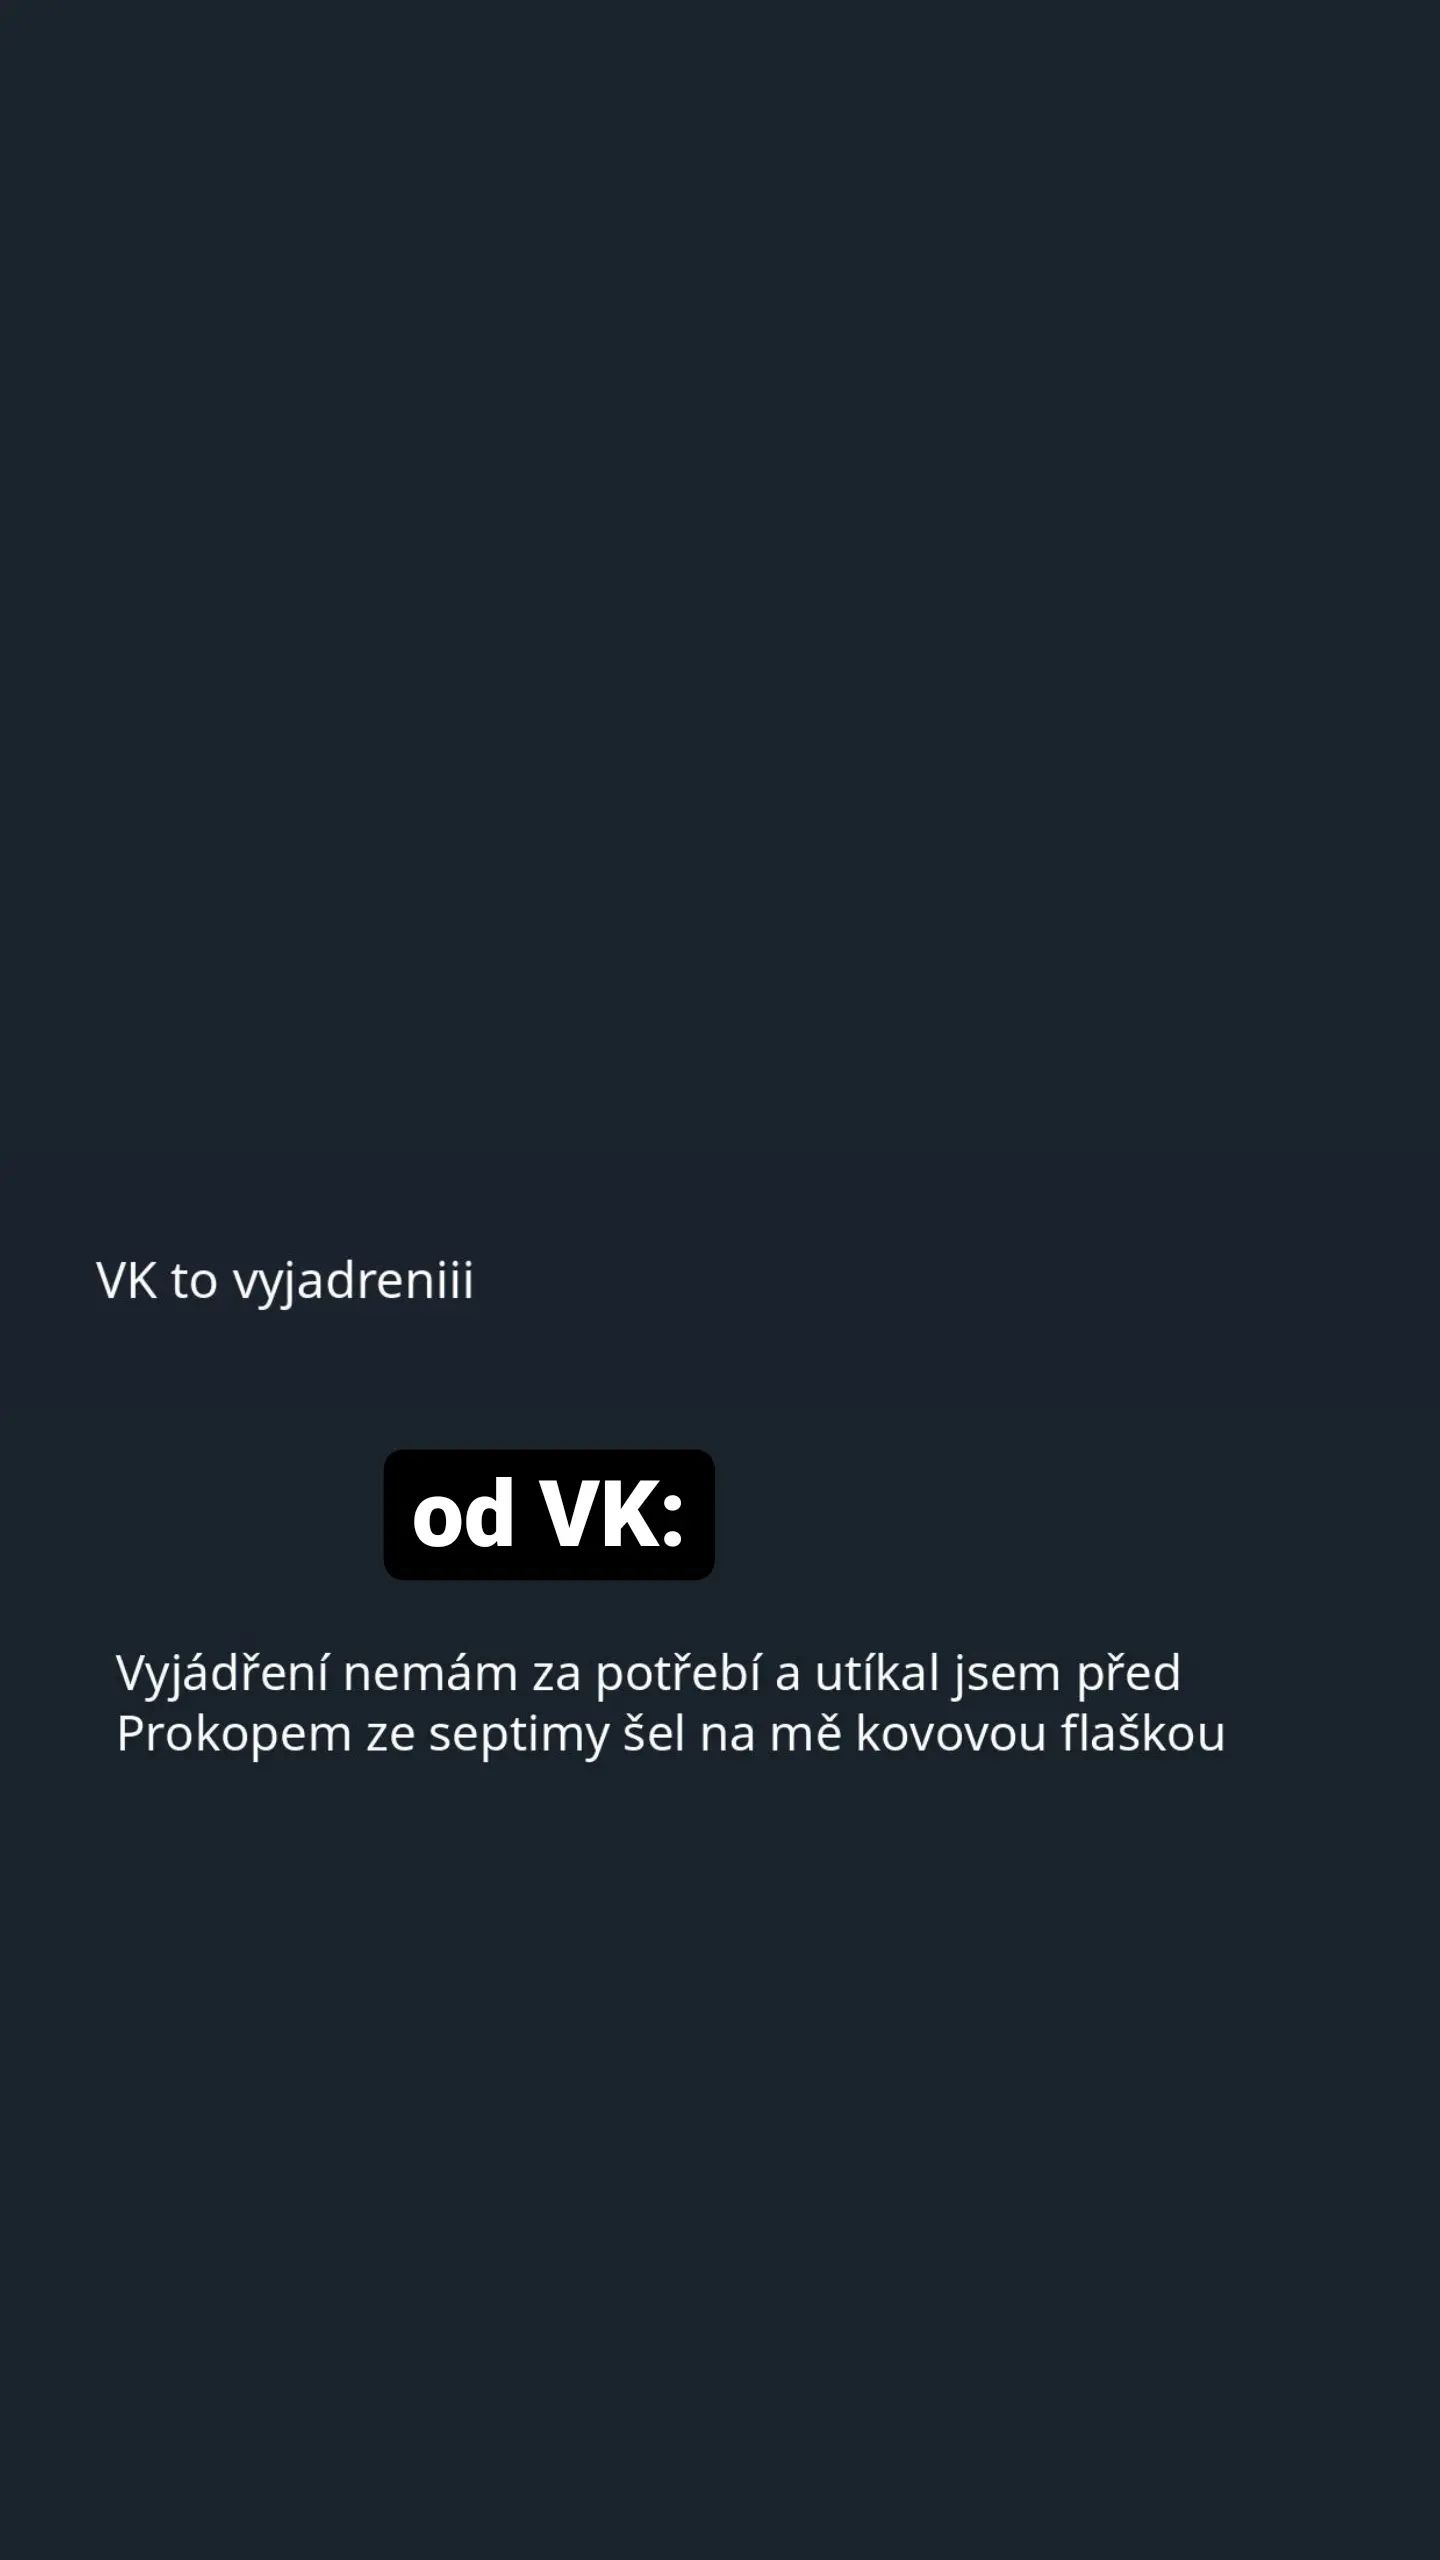 VK to vyjadreniii
od VK:
Vyjádření nemám za potřebí a utíkal jsem před
Prokopem ze septimy šel na mě kovovou flaškou